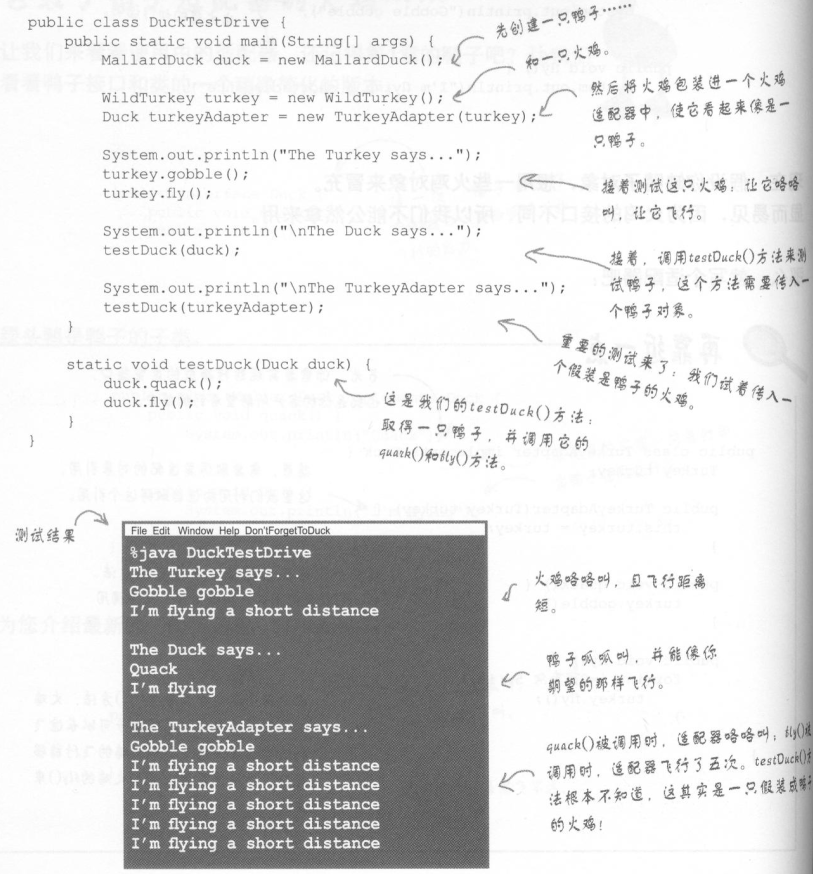 public class DuckTestDrive {
public static void main(String[] args) {
MallardDuck duck = new MallardDuck();
先创建一只鸭子……
WildTurkey turkey = new WildTurkey();
和一只火鸡。
Duck turkeyAdapter = new TurkeyAdapter(turkey);
然后将火鸡包装进一个火鸡
适配器中，使它看起来像是一
只鸭子。
System.out.println("The Turkey says...");
turkey.gobble();
turkey.fly();
接着测试这只火鸡：让它咯咯
叫，让它飞行。
System.out.println("\nThe Duck says...");
testDuck(duck);
接着，调用testDuck()方法来测
试鸭子，这个方法需要传入一
个鸭子对象。
System.out.println("\nThe TurkeyAdapter says...");
testDuck(turkeyAdapter);
}
重要的测试来了：我们试着传入一
个假装是鸭子的火鸡。
static void testDuck(Duck duck) {
duck.quack();
duck.fly();
}
}
这是我们的testDuck()方法：
取得一只鸭子，并调用它的
quark()和fly()方法。
测试结果
File Edit Window Help Don'tForgetToDuck
%java DuckTestDrive
The Turkey says...
Gobble gobble
I'm flying a short distance
火鸡咯咯叫，且飞行距离
短。
The Duck says...
Quack
I'm flying
鸭子呱呱叫，并能像你
期望的那样飞行。
The TurkeyAdapter says...
Gobble gobble
I'm flying a short distance
I'm flying a short distance
I'm flying a short distance
I'm flying a short distance
I'm flying a short distance
quack()被调用时，适配器咯咯叫；fly()被
调用时，适配器飞行了五次。testDuck()方
法根本不知道，这其实是一只假装成鸭子
的火鸡！